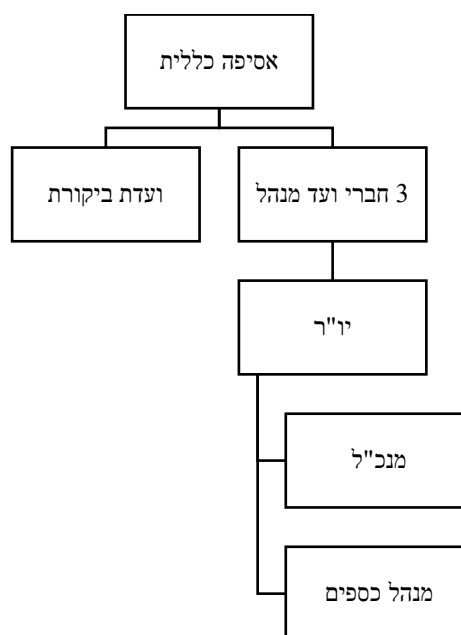 אסיפה כללית
3 חברי ועד מנהל
ועדת ביקורת
יו"ר
מנכ"ל
מנהל כספים